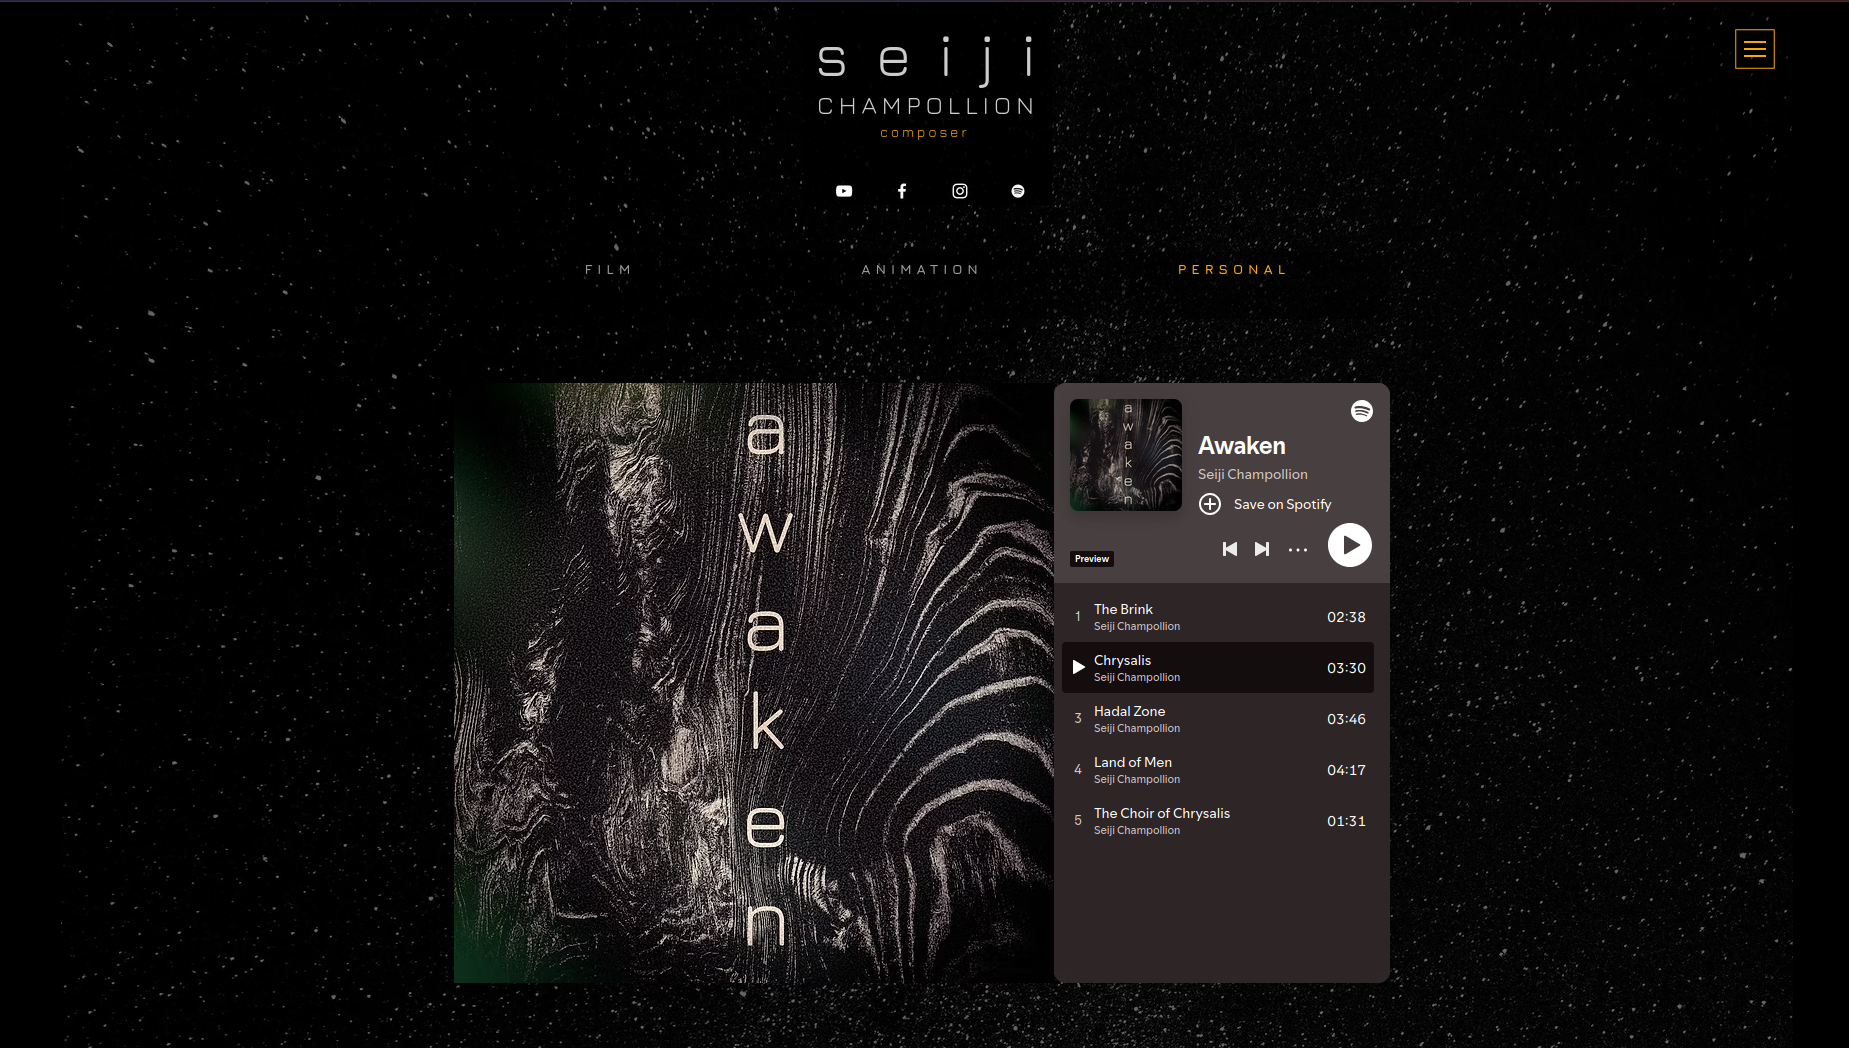 seiji
CHAMPOLLION
composer
FILM
ANIMATION
PERSONAL
a
w
a
k
e
n
a
w
a
k
e
n
Awaken
Seiji Champollion
Save on Spotify
Preview
1 The Brink 02:38
Seiji Champollion
Chrysalis 03:30
Seiji Champollion
3 Hadal Zone 03:46
Seiji Champollion
4 Land of Men 04:17
Seiji Champollion
5 The Choir of Chrysalis 01:31
Seiji Champollion